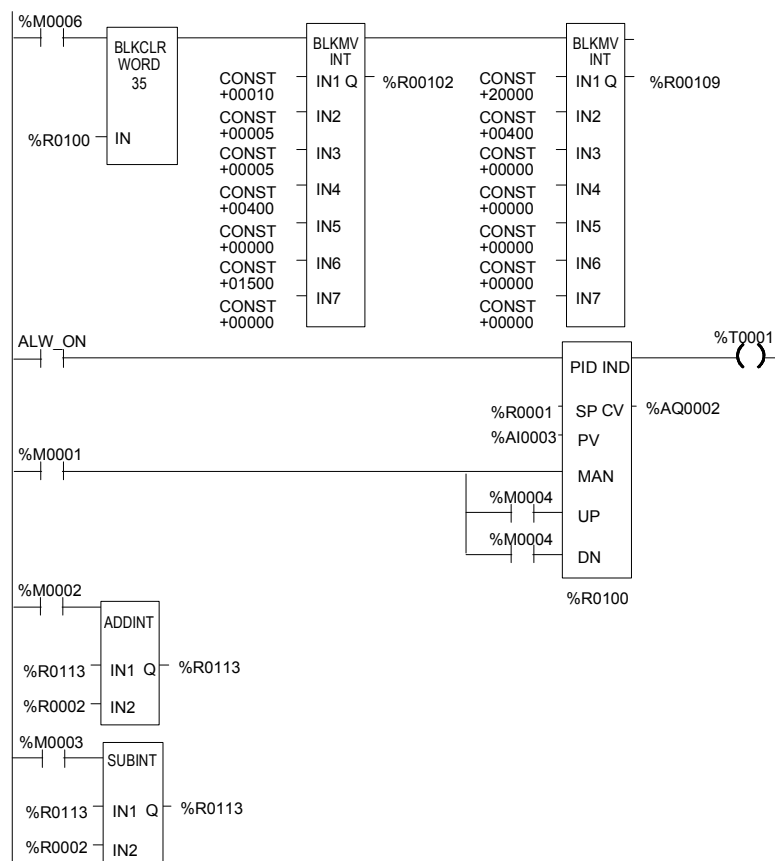 %M0006
BLKCLR
WORD
35
%R0100 IN
BLKMV
INT
CONST
+00010 IN1 Q %R00102
CONST
+00005 IN2
CONST
+00005 IN3
CONST
+00400 IN4
CONST
+00000 IN5
CONST
+01500 IN6
CONST
+00000 IN7
BLKMV
INT
CONST
+20000 IN1 Q %R00109
CONST
+00400 IN2
CONST
+00000 IN3
CONST
+00000 IN4
CONST
+00000 IN5
CONST
+00000 IN6
CONST
+00000 IN7
ALW_ON
%T0001
PID IND
%R0001 SP CV %AQ0002
%AI0003 PV
%M0001
MAN
%M0004
UP
%M0004
DN
%R0100
%M0002
ADDINT
%R0113 IN1 Q %R0113
%R0002 IN2
%M0003
SUBINT
%R0113 IN1 Q %R0113
%R0002 IN2